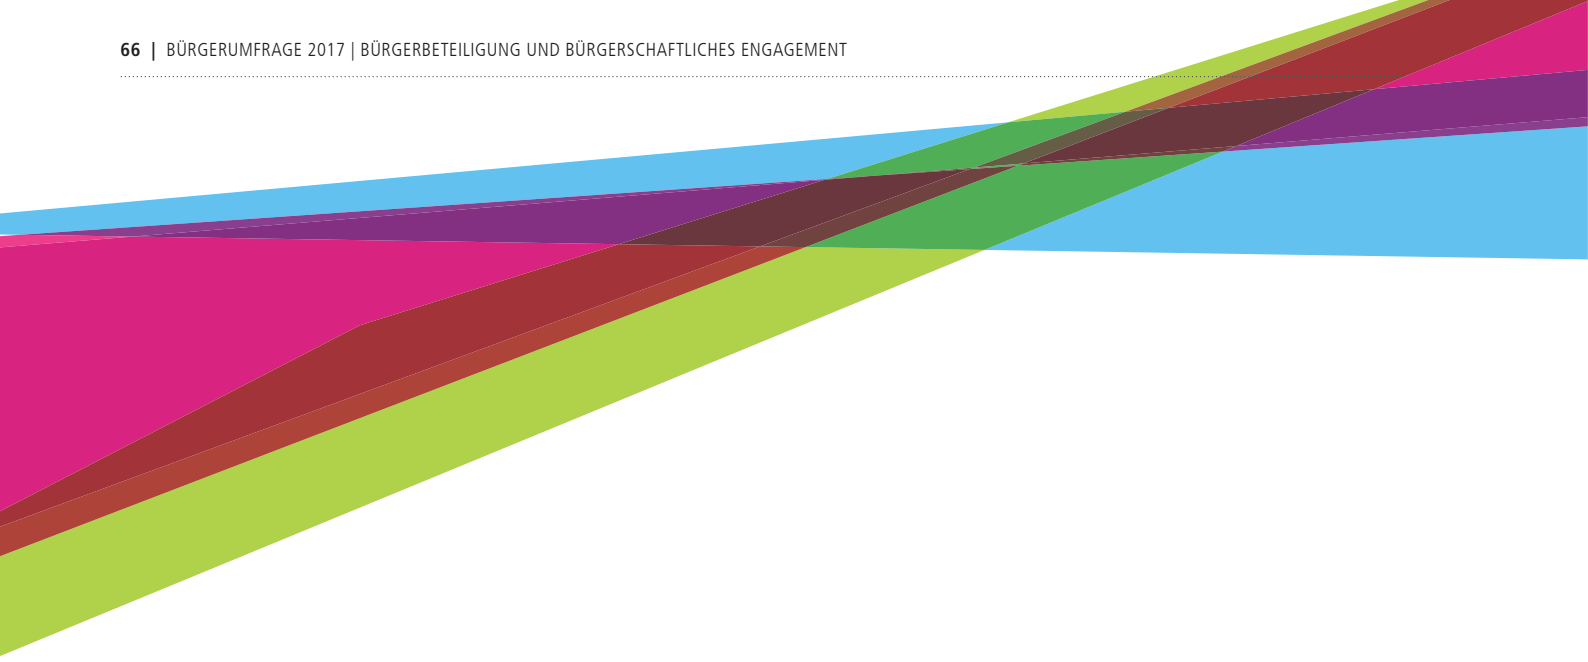 66 | BÜRGERUMFRAGE 2017 | BÜRGERBETEILIGUNG UND BÜRGERSCHAFTLICHES ENGAGEMENT